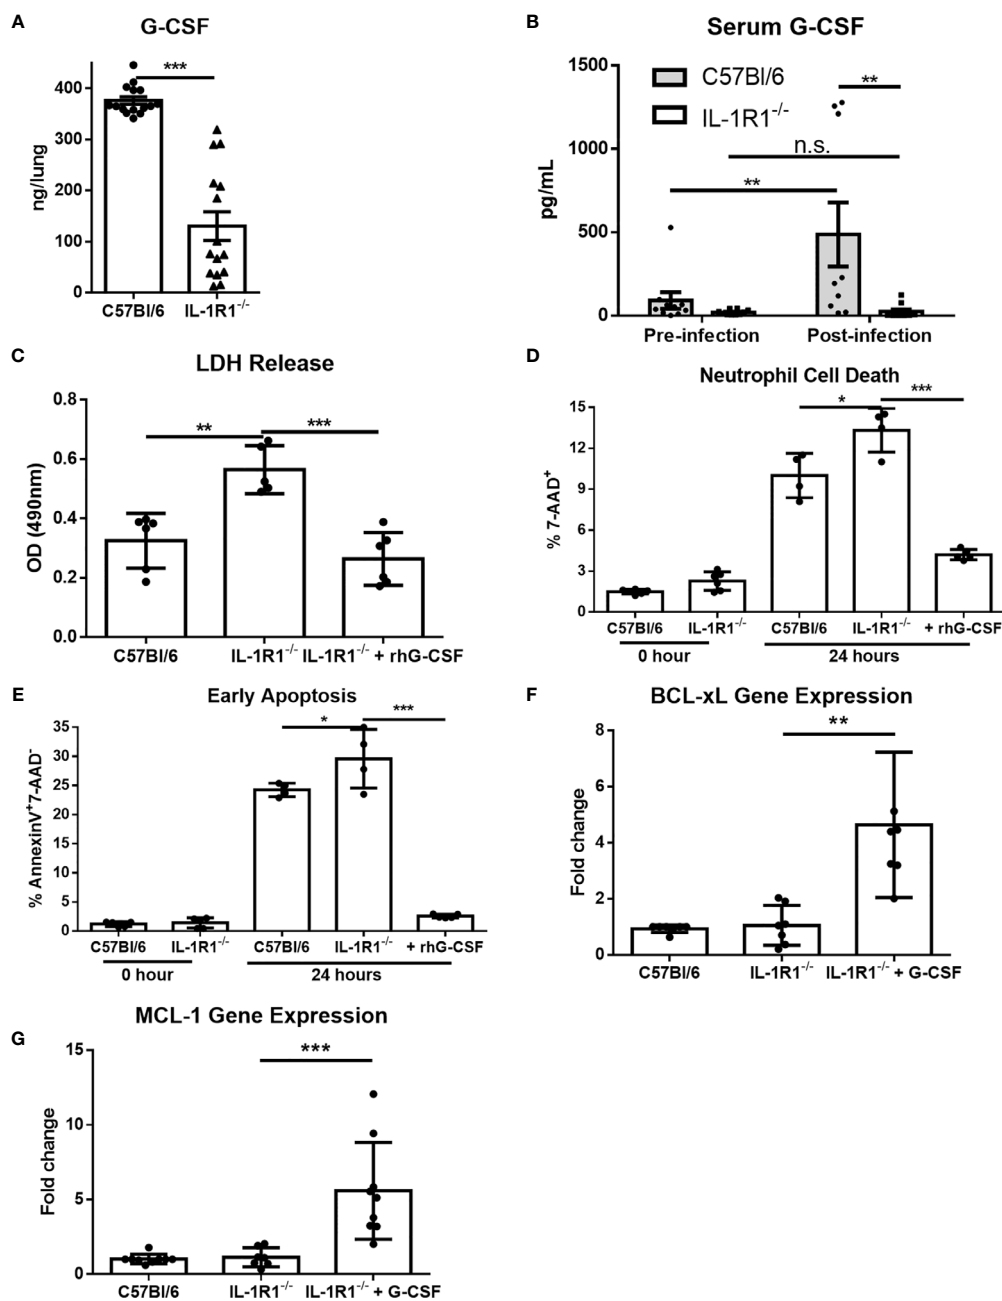 A
G-CSF
***
ng/lung
400
300
200
100
0
C57Bl/6
IL-1R1-/-
B
Serum G-CSF
C57Bl/6
IL-1R1-/-
**
n.s.
**
pg/mL
1500
1000
500
0
Pre-infection
Post-infection
C
LDH Release
**
***
OD (490nm)
0.8
0.6
0.4
0.2
0.0
C57Bl/6
IL-1R1-/-
IL-1R1-/- + rhG-CSF
D
Neutrophil Cell Death
*
***
% 7-AAD+
15
12
9
6
3
0
C57Bl/6
IL-1R1-/-
C57Bl/6
IL-1R1-/-
+ rhG-CSF
0 hour
24 hours
E
Early Apoptosis
*
***
% AnnexinV+7-AAD-
35
30
25
20
15
10
5
0
C57Bl/6
IL-1R1-/-
C57Bl/6
IL-1R1-/-
+ rhG-CSF
0 hour
24 hours
F
BCL-xL Gene Expression
**
Fold change
8
6
4
2
0
C57Bl/6
IL-1R1-/-
IL-1R1-/- + G-CSF
G
MCL-1 Gene Expression
***
Fold change
15
10
5
0
C57Bl/6
IL-1R1-/-
IL-1R1-/- + G-CSF